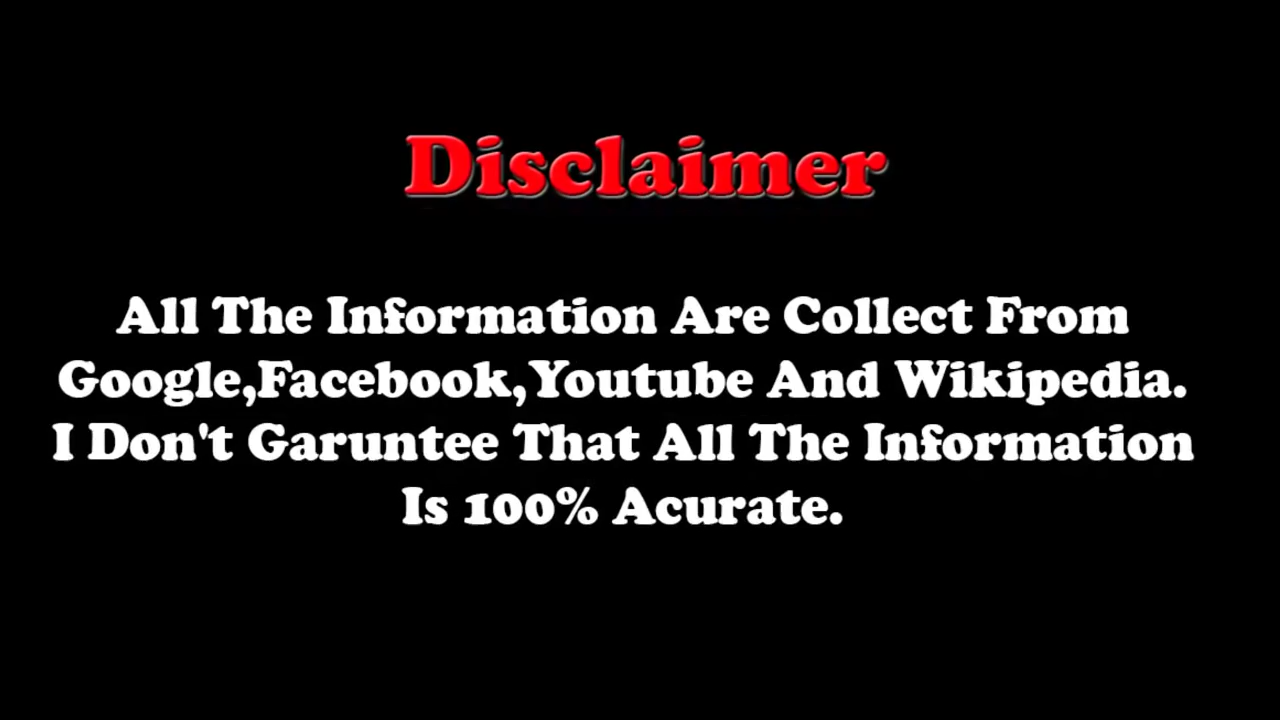 Disclaimer
All The Information Are Collect From
Google,Facebook,Youtube And Wikipedia.
I Don't Garuntee That All The Information
Is 100% Acurate.